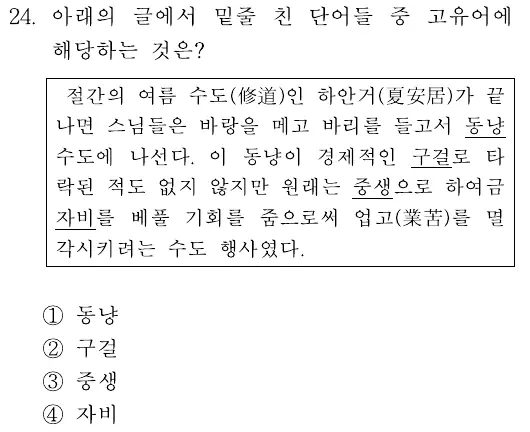 24. 아래의 글에서 밑줄 친 단어들 중 고유어에
해당하는 것은?
절간의 여름 수도(修道)인 하안거(夏安居)가 끝
나면 스님들은 바랑을 메고 바리를 들고서 동냥
수도에 나선다. 이 동냥이 경제적인 구걸로 타
락된 적도 없지 않지만 원래는 중생으로 하여금
자비를 베풀 기회를 줌으로써 업고(業苦)를 멸
각시키려는 수도 행사였다.
① 동냥
② 구걸
③ 중생
④ 자비